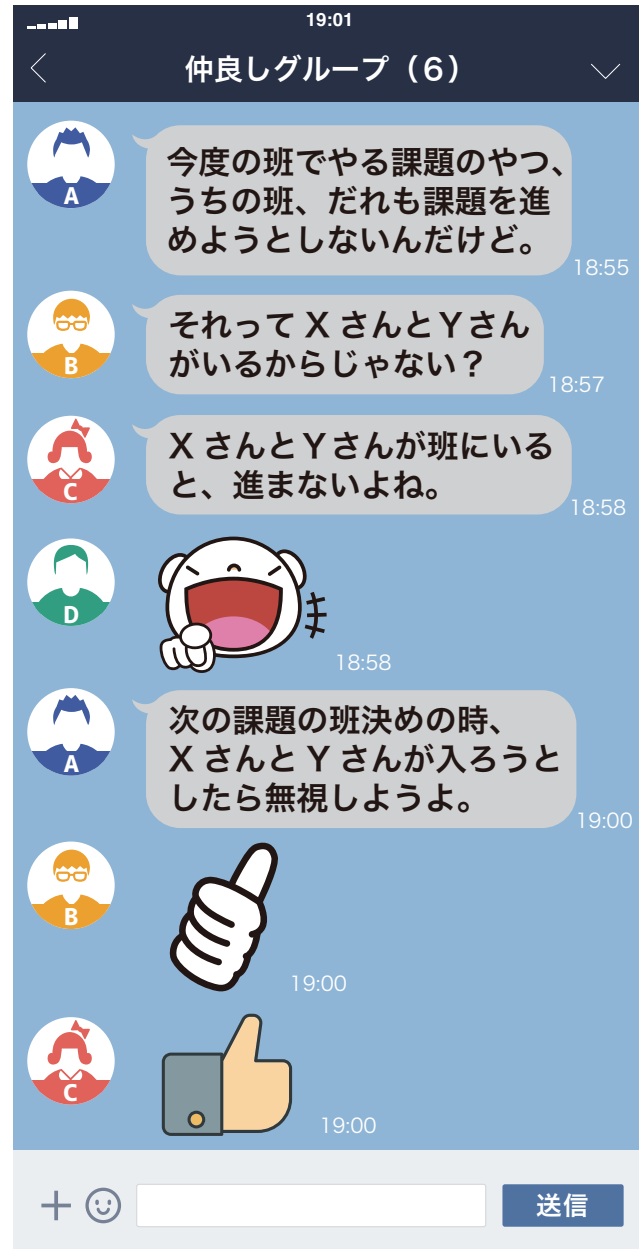 19:01
仲良しグループ（6）
今度の班でやる課題のやつ、
うちの班、だれも課題を進
めようとしないんだけど。
A
18:55
それって X さんとYさん
がいるからじゃない？
B
18:57
X さんとYさんが班にいる
と、進まないよね。
C
18:58
D
18:58
次の課題の班決めの時、
X さんと Y さんが入ろうと
したら無視しようよ。
A
19:00
B
19:00
C
19:00
送信